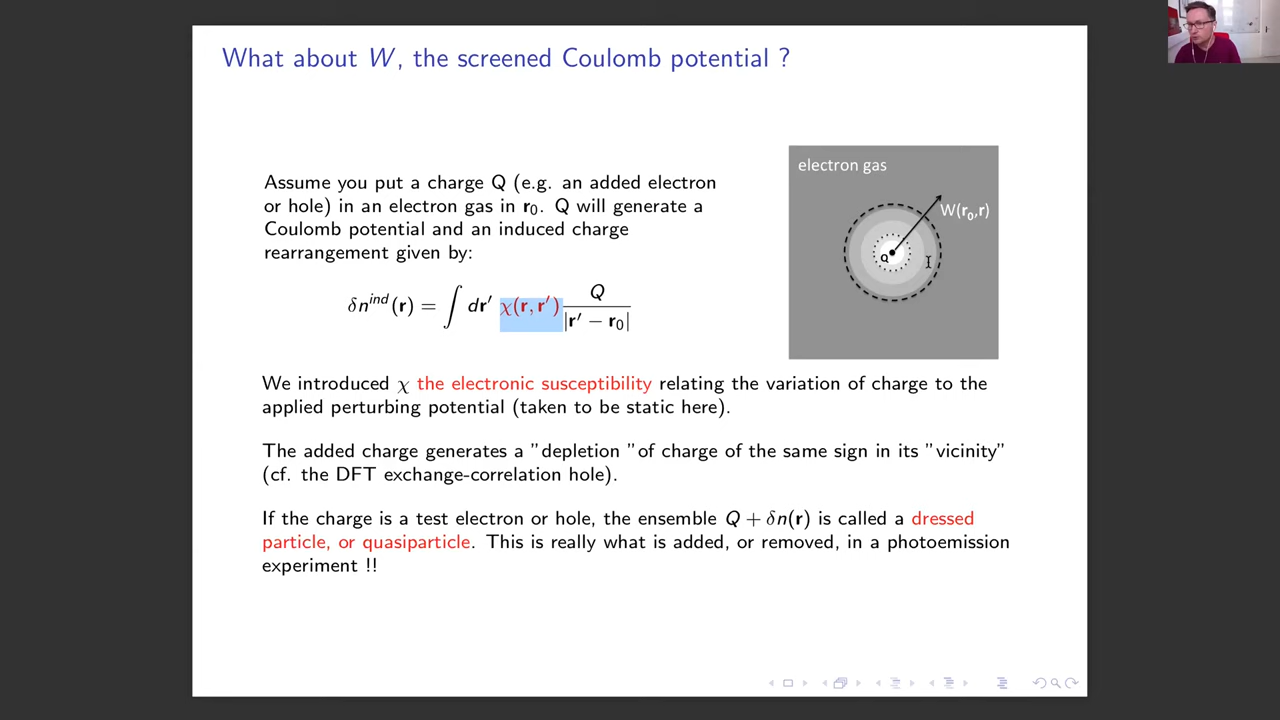 What about W, the screened Coulomb potential ?
Assume you put a charge Q (e.g. an added electron
or hole) in an electron gas in r₀. Q will generate a
Coulomb potential and an induced charge
rearrangement given by:
δnⁱⁿᵈ(r) = ∫ dr′ χ(r, r′) Q / |r′ − r₀|
electron gas
W(r₀,r)
Q
We introduced χ the electronic susceptibility relating the variation of charge to the
applied perturbing potential (taken to be static here).
The added charge generates a ”depletion ”of charge of the same sign in its ”vicinity”
(cf. the DFT exchange-correlation hole).
If the charge is a test electron or hole, the ensemble Q + δn(r) is called a dressed
particle, or quasiparticle. This is really what is added, or removed, in a photoemission
experiment !!